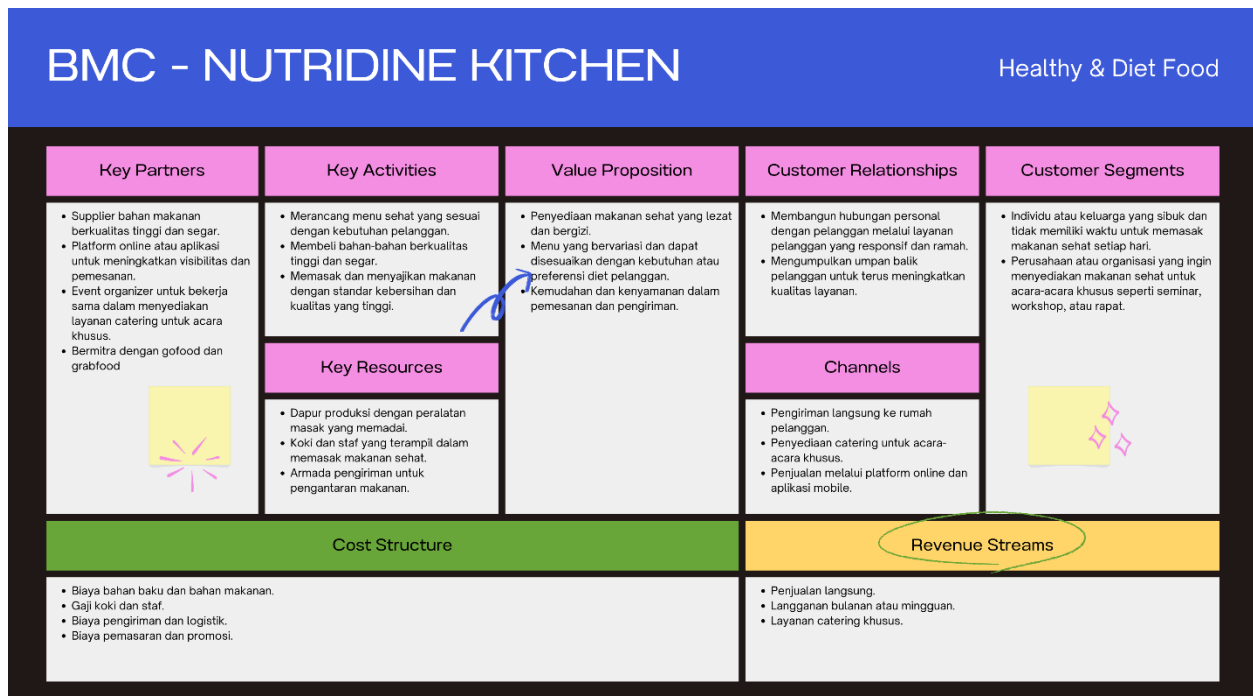 BMC - NUTRIDINE KITCHEN
Healthy & Diet Food
Key Partners
• Supplier bahan makanan
berkualitas tinggi dan segar.
• Platform online atau aplikasi
untuk meningkatkan visibilitas dan
pemesanan.
• Event organizer untuk bekerja
sama dalam menyediakan
layanan catering untuk acara
khusus.
• Bermitra dengan gofood dan
grabfood
Key Activities
• Merancang menu sehat yang sesuai
dengan kebutuhan pelanggan.
• Membeli bahan-bahan berkualitas
tinggi dan segar.
• Memasak dan menyajikan makanan
dengan standar kebersihan dan
kualitas yang tinggi.
Key Resources
• Dapur produksi dengan peralatan
masak yang memadai.
• Koki dan staf yang terampil dalam
memasak makanan sehat.
• Armada pengiriman untuk
pengantaran makanan.
Value Proposition
• Penyediaan makanan sehat yang lezat
dan bergizi.
• Menu yang bervariasi dan dapat
disesuaikan dengan kebutuhan atau
preferensi diet pelanggan.
• Kemudahan dan kenyamanan dalam
pemesanan dan pengiriman.
Customer Relationships
• Membangun hubungan personal
dengan pelanggan melalui layanan
pelanggan yang responsif dan ramah.
• Mengumpulkan umpan balik
pelanggan untuk terus meningkatkan
kualitas layanan.
Channels
• Pengiriman langsung ke rumah
pelanggan.
• Penyediaan catering untuk acara-
acara khusus.
• Penjualan melalui platform online dan
aplikasi mobile.
Customer Segments
• Individu atau keluarga yang sibuk dan
tidak memiliki waktu untuk memasak
makanan sehat setiap hari.
• Perusahaan atau organisasi yang ingin
menyediakan makanan sehat untuk
acara-acara khusus seperti seminar,
workshop, atau rapat.
Cost Structure
• Biaya bahan baku dan bahan makanan.
• Gaji koki dan staf.
• Biaya pengiriman dan logistik.
• Biaya pemasaran dan promosi.
Revenue Streams
• Penjualan langsung.
• Langganan bulanan atau mingguan.
• Layanan catering khusus.